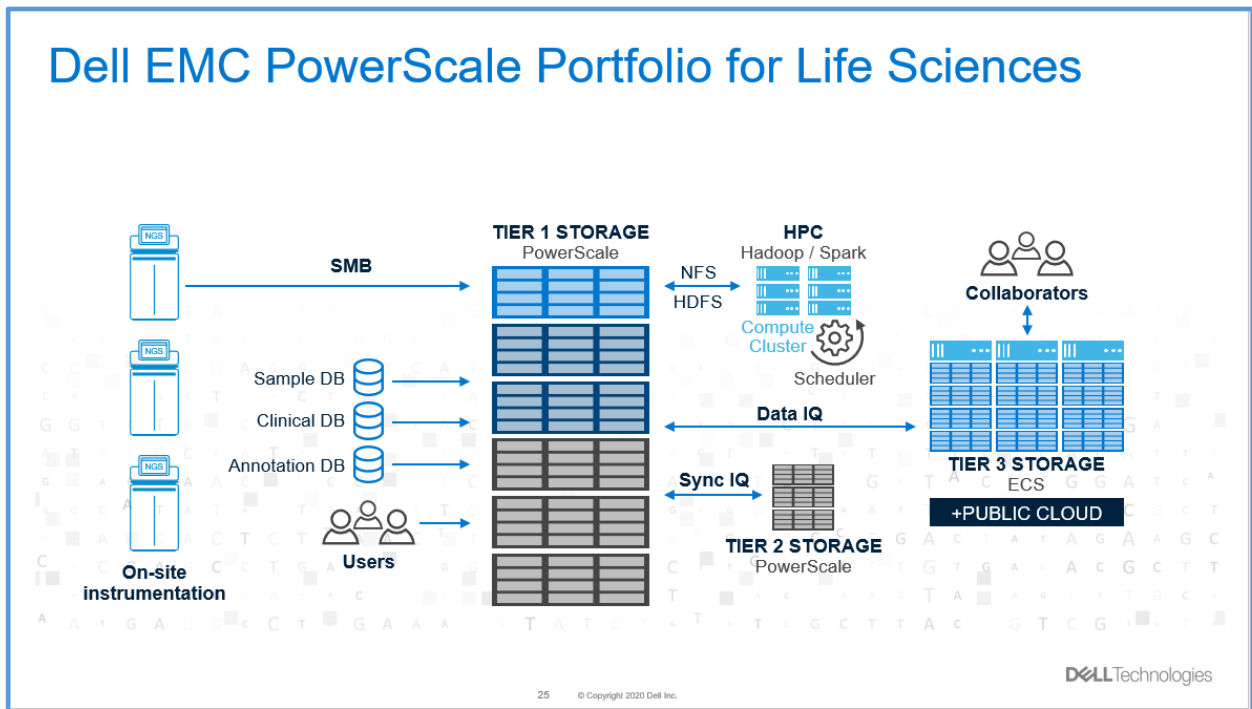 Dell EMC PowerScale Portfolio for Life Sciences
NGS
NGS
NGS
On-site
instrumentation
SMB
Sample DB
Clinical DB
Annotation DB
Users
TIER 1 STORAGE
PowerScale
NFS
HDFS
HPC
Hadoop / Spark
Compute
Cluster
Scheduler
Data IQ
Sync IQ
TIER 2 STORAGE
PowerScale
Collaborators
TIER 3 STORAGE
ECS
+PUBLIC CLOUD
25
© Copyright 2020 Dell Inc.
DELLTechnologies